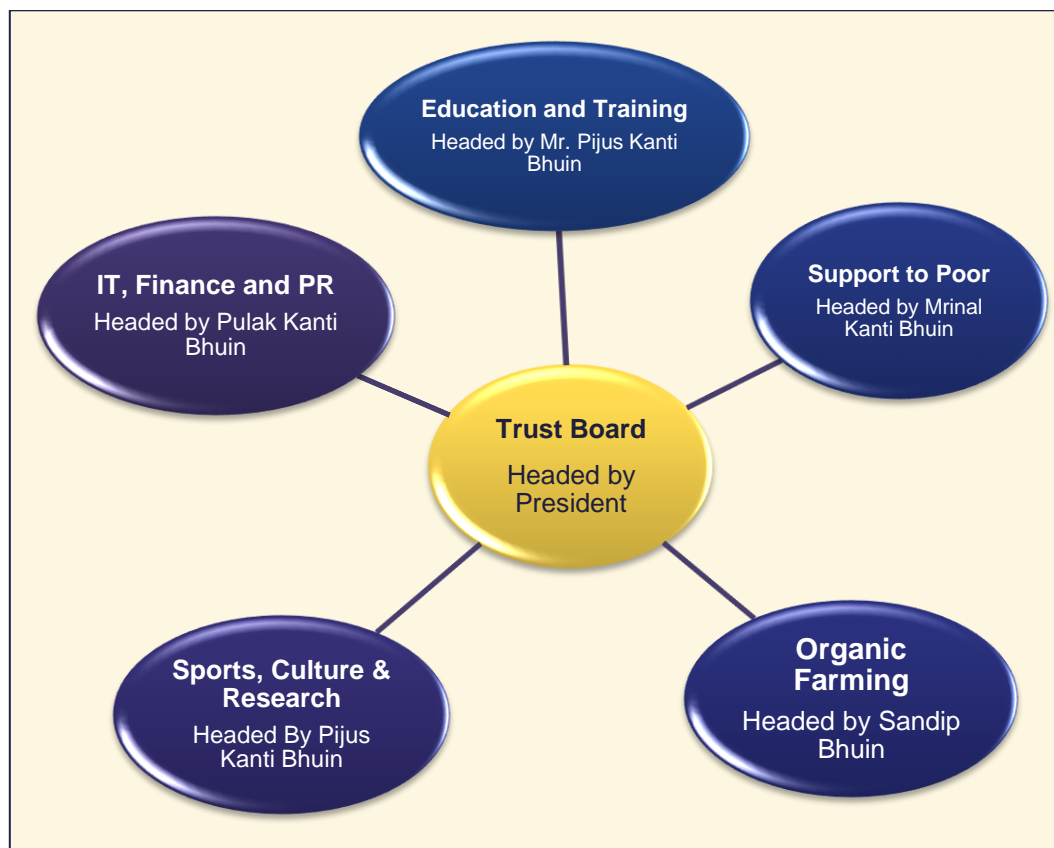 Education and Training
Headed by Mr. Pijus Kanti
Bhuin
IT, Finance and PR
Headed by Pulak Kanti
Bhuin
Support to Poor
Headed by Mrinal
Kanti Bhuin
Trust Board
Headed by
President
Sports, Culture &
Research
Headed By Pijus
Kanti Bhuin
Organic
Farming
Headed by Sandip
Bhuin